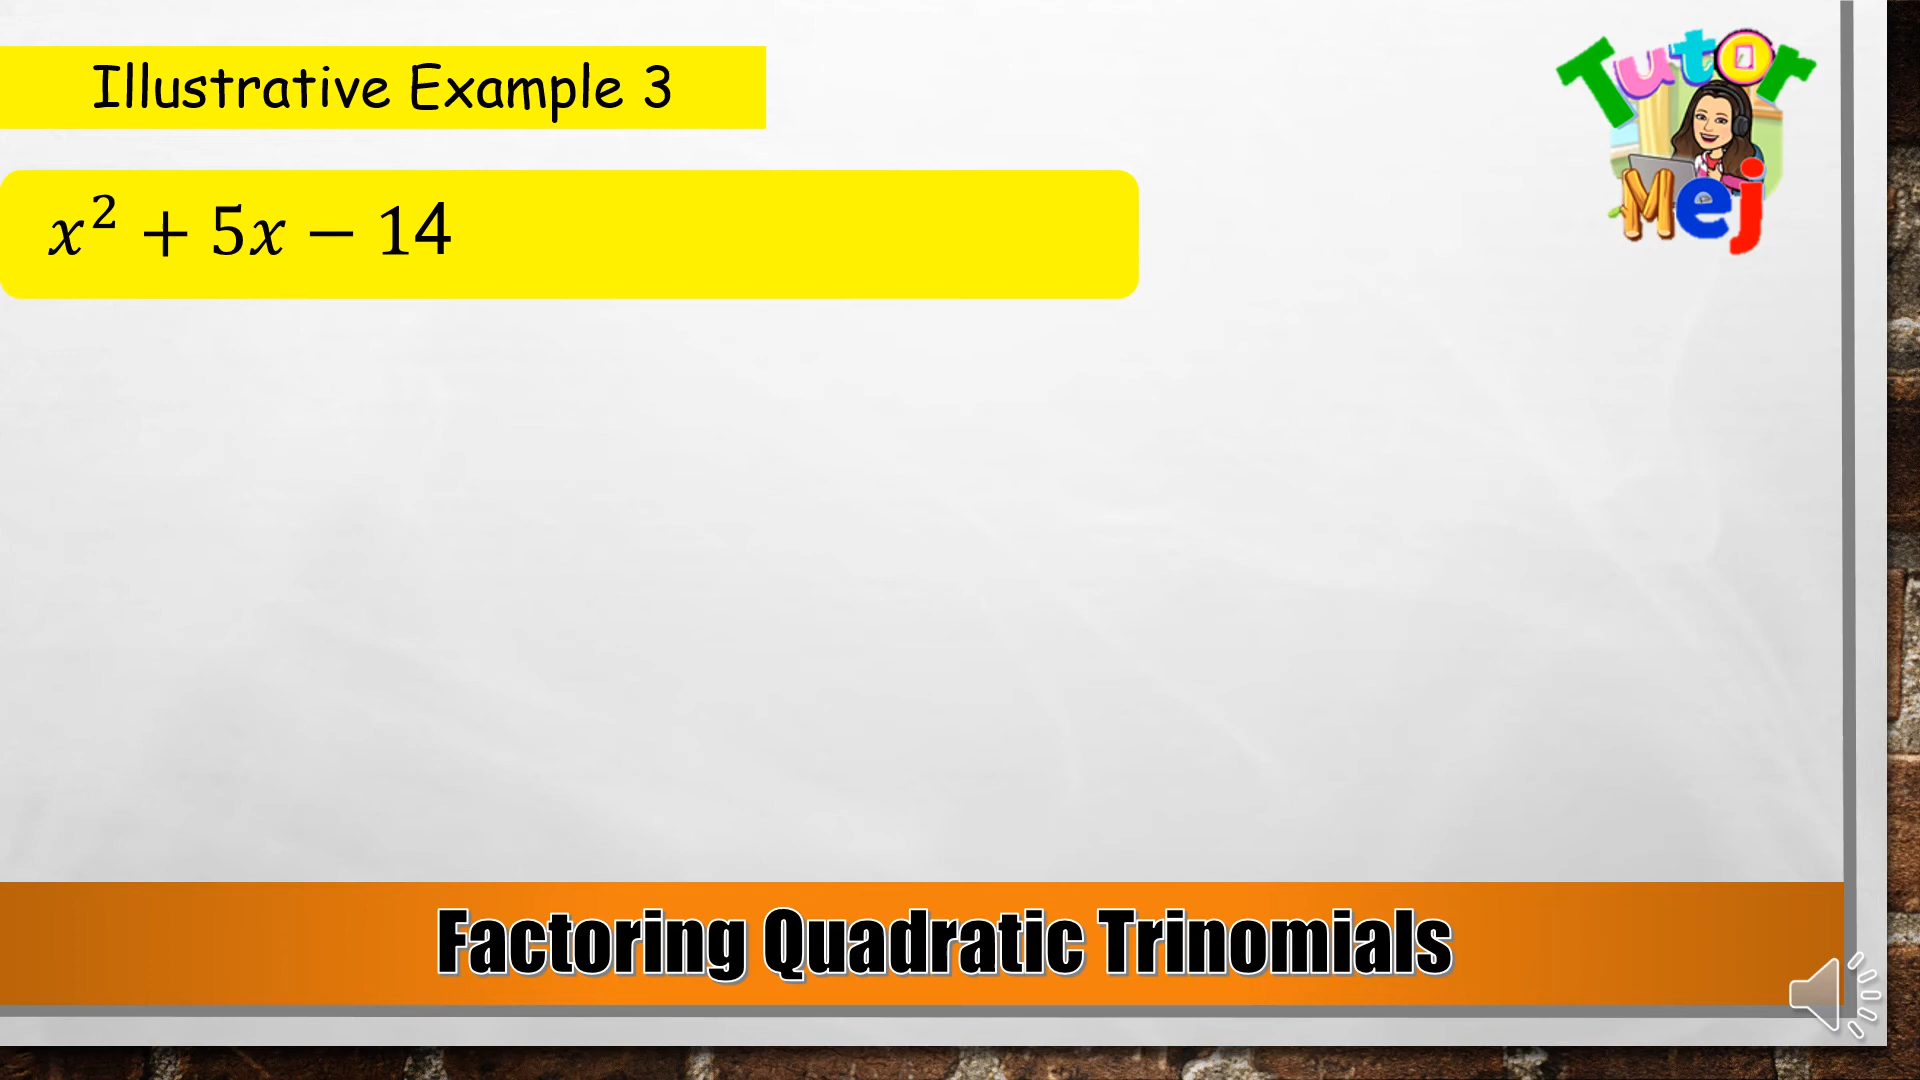 Illustrative Example 3
Tutor
Mej
x² + 5x − 14
Factoring Quadratic Trinomials